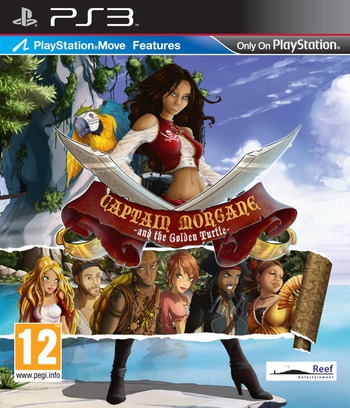 PS3
PlayStation®Move Features
Only On PlayStation®
CAPTAIN MORGANE
-and the Golden Turtle-
12
www.pegi.info
Reef
Entertainment